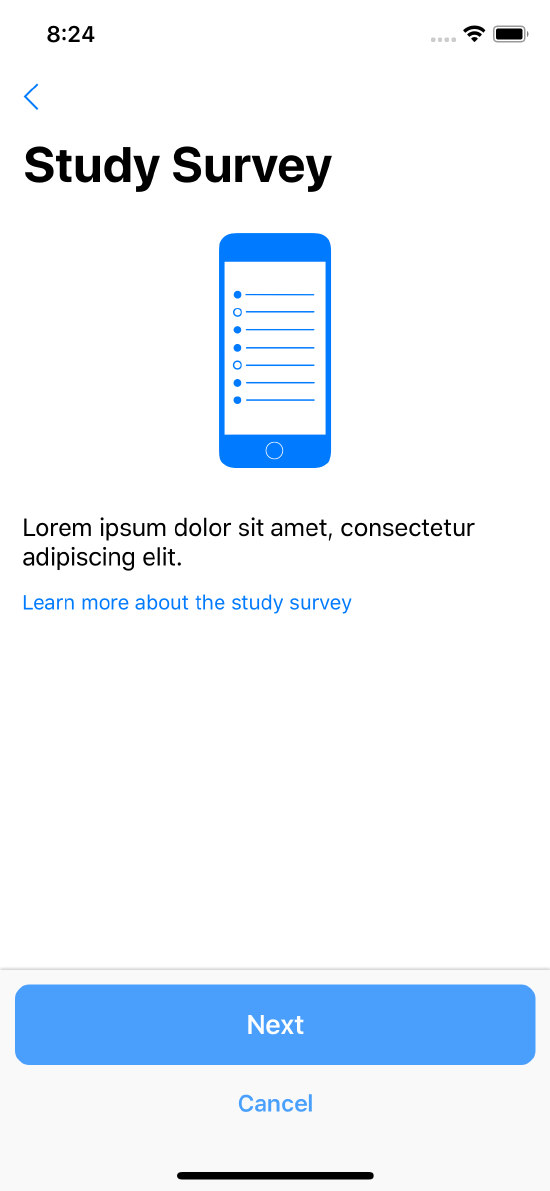 8:24
Study Survey
Lorem ipsum dolor sit amet, consectetur
adipiscing elit.
Learn more about the study survey
Next
Cancel